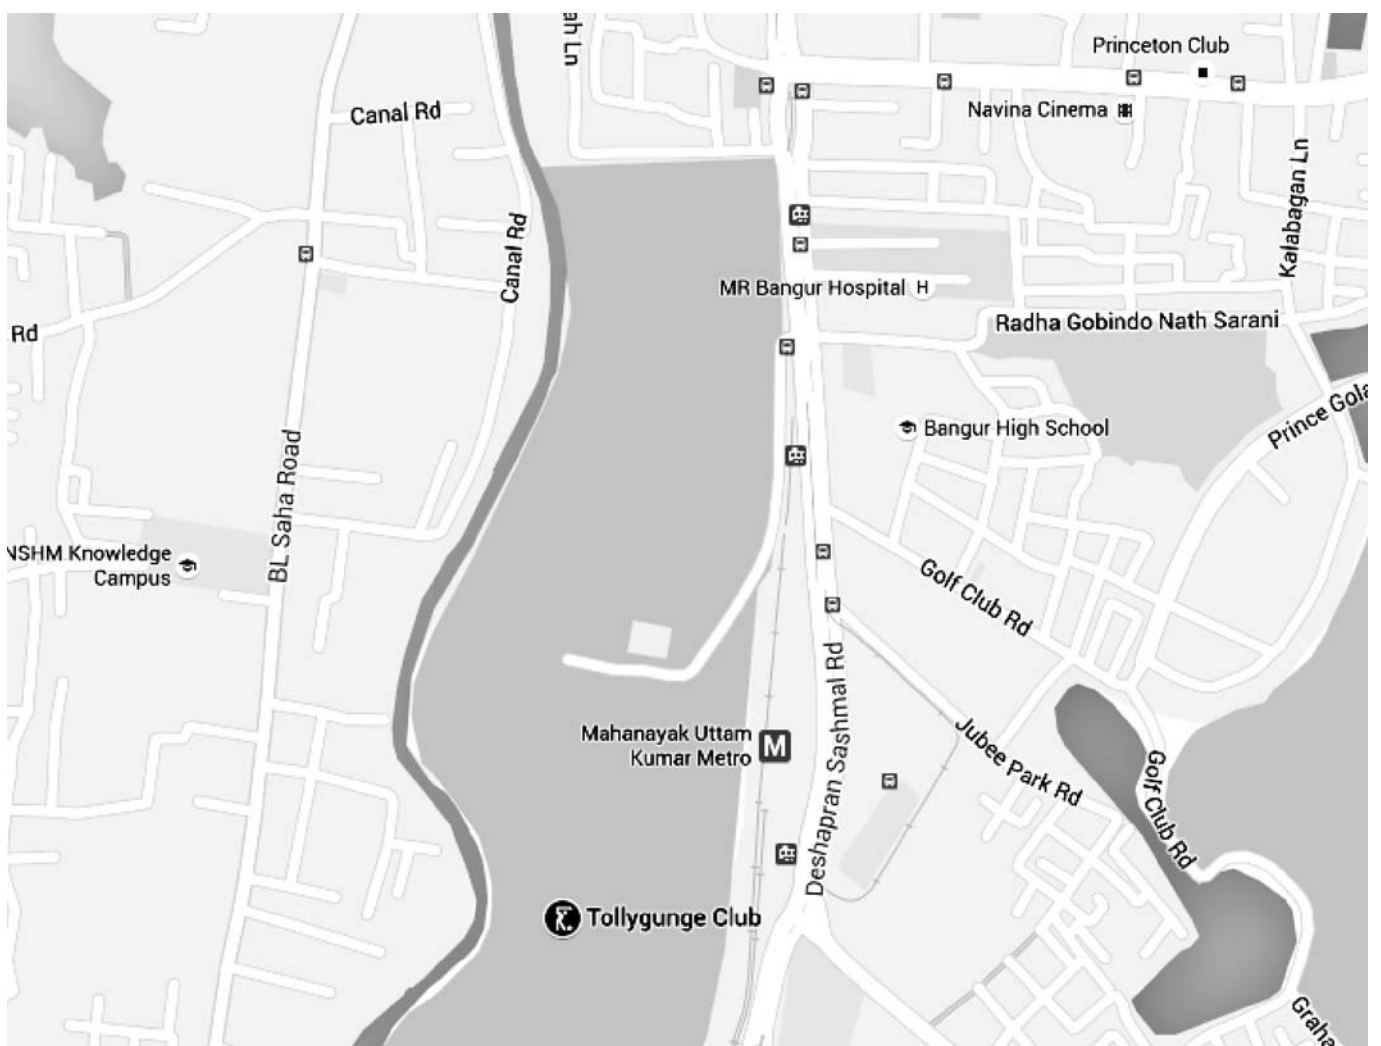 ah Ln
Princeton Club
Canal Rd
Navina Cinema
Kalabagan Ln
Canal Rd
MR Bangur Hospital H
Rd
Radha Gobindo Nath Sarani
Prince Gola
Bangur High School
BL Saha Road
NSHM Knowledge
Campus
Golf Club Rd
Deshapran Sashmal Rd
Mahanayak Uttam
Kumar Metro
M
Jubee Park Rd
Golf Club Rd
Tollygunge Club
Graha